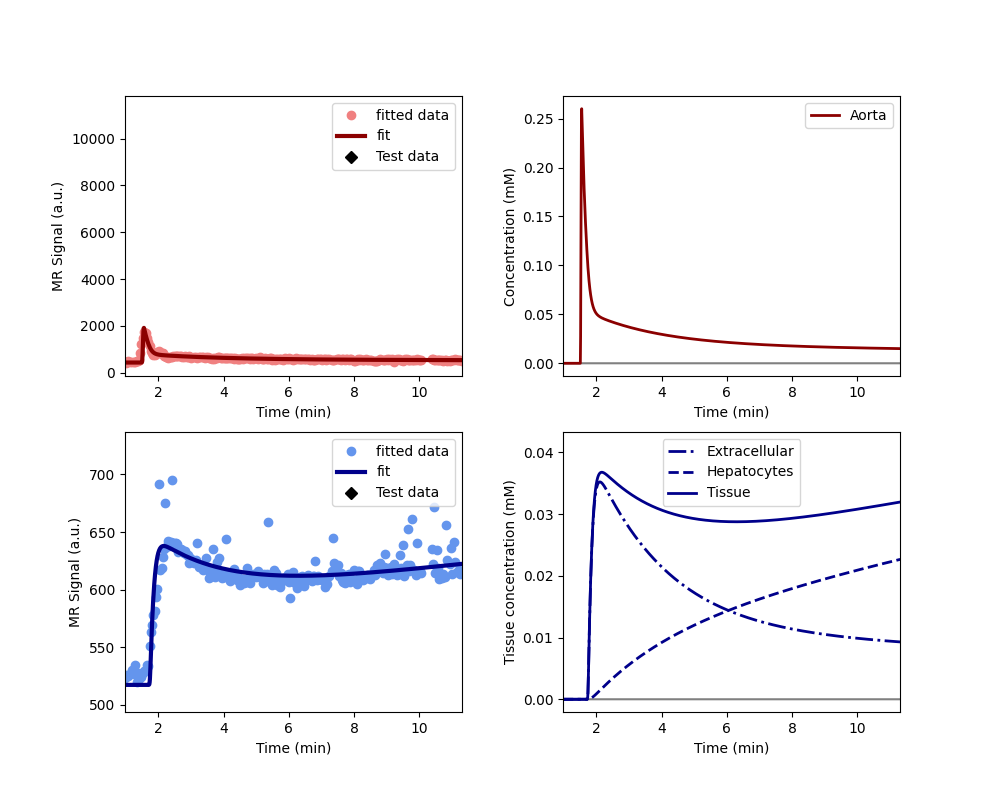 MR Signal (a.u.)
10000
8000
6000
4000
2000
0
fitted data
fit
Test data
2 4 6 8 10
Time (min)
Concentration (mM)
0.25
0.20
0.15
0.10
0.05
0.00
Aorta
2 4 6 8 10
Time (min)
MR Signal (a.u.)
700
650
600
550
500
fitted data
fit
Test data
2 4 6 8 10
Time (min)
Tissue concentration (mM)
0.04
0.03
0.02
0.01
0.00
Extracellular
Hepatocytes
Tissue
2 4 6 8 10
Time (min)